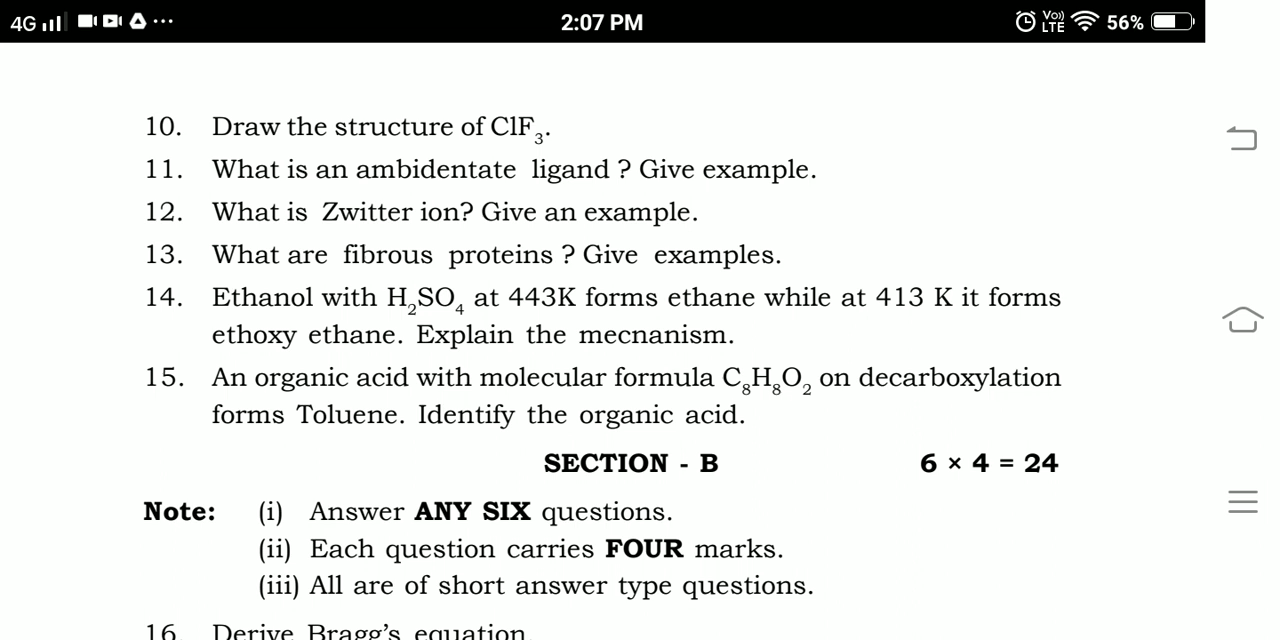 4G 2:07 PM Vo)) LTE 56%
10. Draw the structure of ClF₃.
11. What is an ambidentate ligand ? Give example.
12. What is Zwitter ion? Give an example.
13. What are fibrous proteins ? Give examples.
14. Ethanol with H₂SO₄ at 443K forms ethane while at 413 K it forms
ethoxy ethane. Explain the mecnanism.
15. An organic acid with molecular formula C₈H₈O₂ on decarboxylation
forms Toluene. Identify the organic acid.
SECTION - B 6 × 4 = 24
Note: (i) Answer ANY SIX questions.
(ii) Each question carries FOUR marks.
(iii) All are of short answer type questions.
16. Derive Bragg's equation.